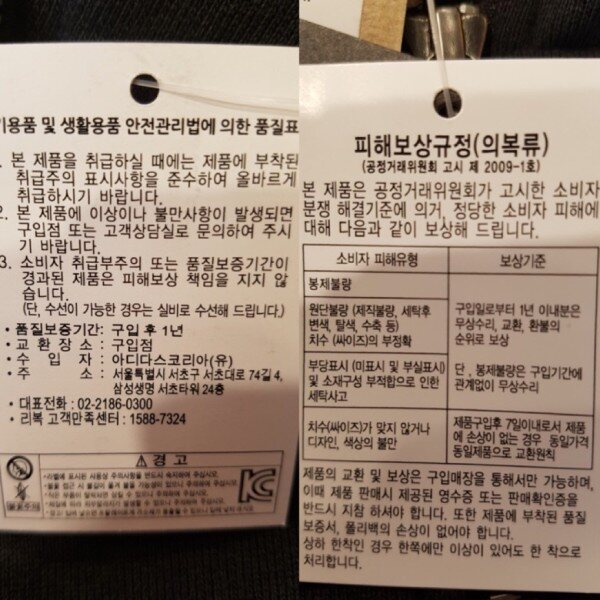 기용품 및 생활용품 안전관리법에 의한 품질표
. 본 제품을 취급하실 때에는 제품에 부착된
취급주의 표시사항을 준수하여 올바르게
취급하시기 바랍니다.
2. 본 제품에 이상이나 불만사항이 발생되면
구입점 또는 고객상담실로 문의하여 주시
기 바랍니다.
3. 소비자 취급부주의 또는 품질보증기간이
경과된 제품은 피해보상 책임을 지지 않
습니다.
(단, 수선이 가능한 경우는 실비로 수선해 드립니다.)
• 품질보증기간: 구입 후 1년
• 교 환 장 소 : 구입점
• 수 입 자 : 아디다스코리아(유)
• 주 소 : 서울특별시 서초구 서초대로 74길 4,
삼성생명 서초타워 24층
• 대표전화 : 02-2186-0300
• 리복 고객만족센터: 1588-7324
경 고
•라벨에 표시된 사용상 주의사항을 반드시 숙지하여 주십시오.
피해보상규정(의복류)
(공정거래위원회 고시 제 2009-1호)
본 제품은 공정거래위원회가 고시한 소비자
분쟁 해결기준에 의거, 정당한 소비자 피해에
대해 다음과 같이 보상해 드립니다.
소비자 피해유형 보상기준
봉제불량
원단불량 (제직불량, 세탁후
변색, 탈색, 수축 등)
치수 (싸이즈)의 부정확
구입일로부터 1년 이내분은
무상수리, 교환, 환불의
순위로 보상
부당표시 (미표시 및 부실표시)
및 소재구성 부적합으로 인한
세탁사고
단, 봉제불량은 구입기간에
관계없이 무상수리
치수(싸이즈)가 맞지 않거나
디자인, 색상의 불만
제품구입후 7일이내로서 제품
에 손상이 없는 경우 동일가격
동일제품으로 교환원칙
제품의 교환 및 보상은 구입매장을 통해서만 가능하며,
이때 제품 판매시 제공된 영수증 또는 판매확인증을
반드시 지참 하셔야 합니다. 또한 제품에 부착된 품질
보증서, 폴리백의 손상이 없어야 합니다.
상하 한착인 경우 한쪽에만 이상이 있어도 한 착으로
처리합니다.